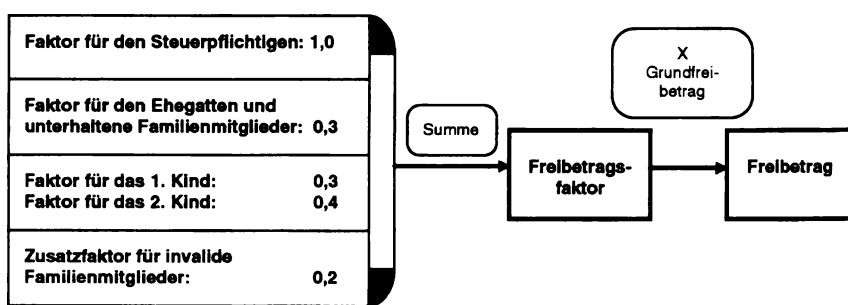 Faktor für den Steuerpflichtigen: 1,0
Faktor für den Ehegatten und
unterhaltene Familienmitglieder: 0,3
Faktor für das 1. Kind: 0,3
Faktor für das 2. Kind: 0,4
Zusatzfaktor für invalide
Familienmitglieder: 0,2
Summe
Freibetrags-
faktor
X
Grundfrei-
betrag
Freibetrag